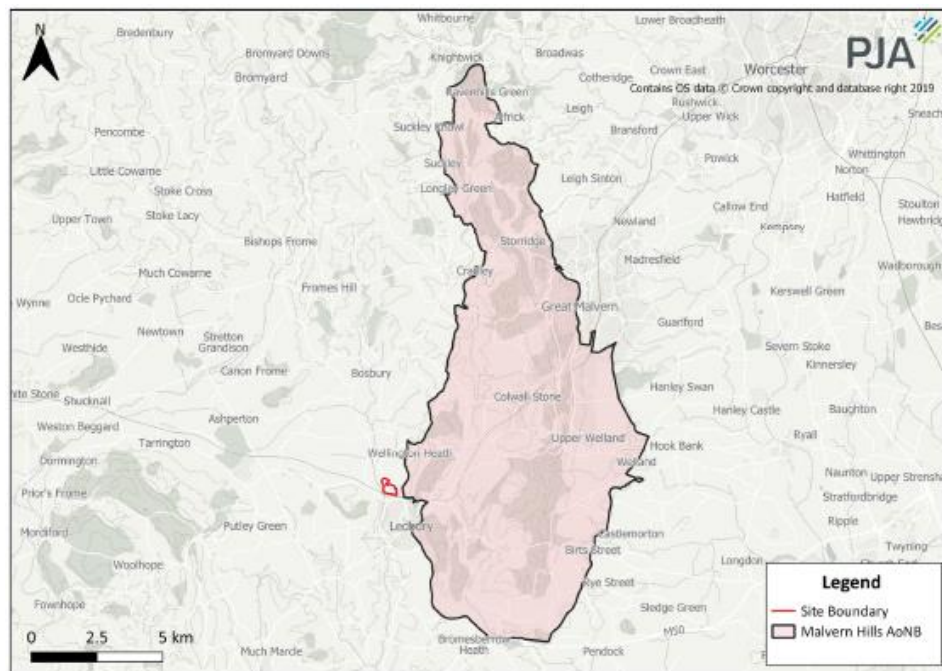 Whitbourne
Lower Broadheath
Bredenbury
N
Bromyard Downs
Knightwick
Broadwas
Crown East
Worcester
PJA
Bromyard
Cotheridge
Contains OS data © Crown copyright and database right 2019
Ravenhills Green
Leigh
Rushwick
Upper Wick
Alfrick
Pencombe
Suckley Knowl
Bransford
Powick
Whittington
Suckley
Norton
Little Cowarne
Leigh Sinton
Stoke Cross
Longley Green
Hatfield
Callow End
Stoulton
Upper Town
Stoke Lacy
Newland
Kempsey
Bishops Frome
Storridge
Madresfield
Much Cowarne
Cradley
Fromes Hill
Kerswell Green
Wynne
Ocle Pychard
Great Malvern
Guarlford
Newtown
Stretton
Grandison
Westhide
Severn Stoke
Kinnersley
Canon Frome
Bosbury
Hanley Swan
Shucknall
Colwall Stone
Hanley Castle
Baughton
Weston Beggard
Ashperton
Tarrington
Upper Welland
Hook Bank
Ryall
Wellington Heath
Welland
Dormington
Naunton
Prior's Frome
Stratfordbridge
Mordiford
Putley Green
Ledbury
Castlemorton
Ripple
Birts Street
Twyning
Longdon
Woolhope
Rye Street
Legend
Fownhope
Sledge Green
Site Boundary
M50
0 2.5 5 km
Malvern Hills AoNB
Much Marcle
Bromesberrow
Heath
Pendock